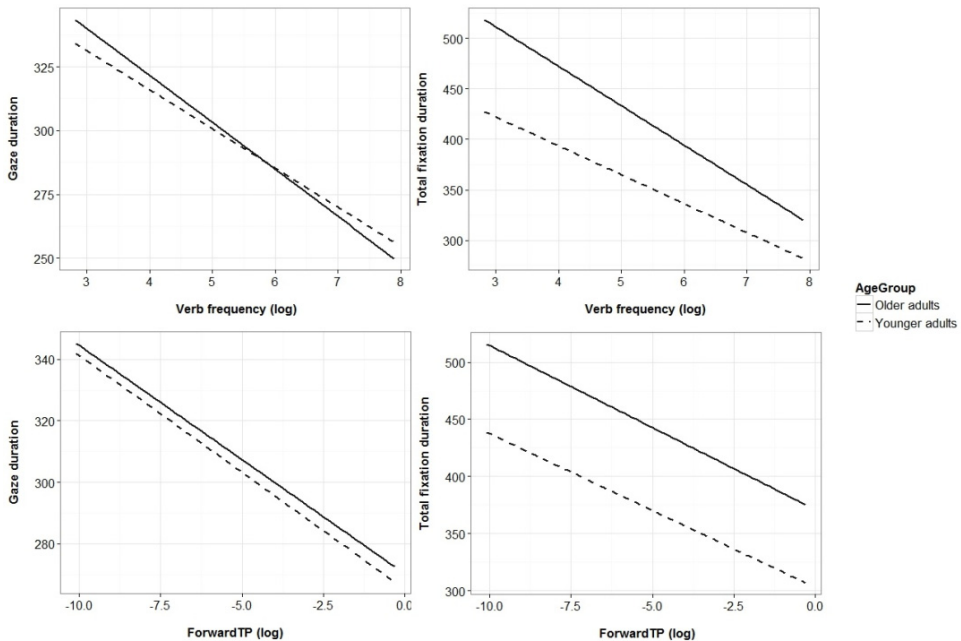 325
300
275
250
Gaze duration
3 4 5 6 7 8
Verb frequency (log)
500
450
400
350
300
Total fixation duration
3 4 5 6 7 8
Verb frequency (log)
340
320
300
280
Gaze duration
-10.0 -7.5 -5.0 -2.5 0.0
ForwardTP (log)
500
450
400
350
300
Total fixation duration
-10.0 -7.5 -5.0 -2.5 0.0
ForwardTP (log)
AgeGroup
Older adults
Younger adults